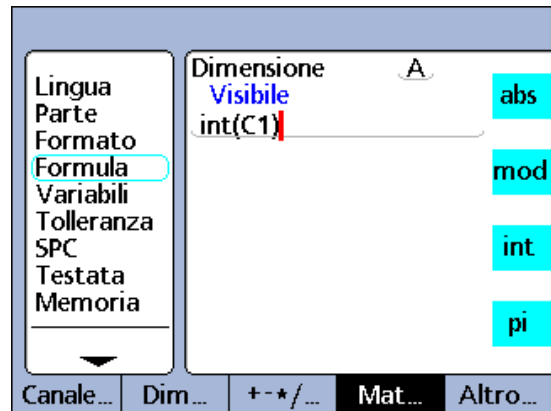 Lingua
Parte
Formato
Formula
Variabili
Tolleranza
SPC
Testata
Memoria
Dimensione A
Visibile
int(C1)
abs
mod
int
pi
Canale... Dim... +-*/... Mat... Altro...